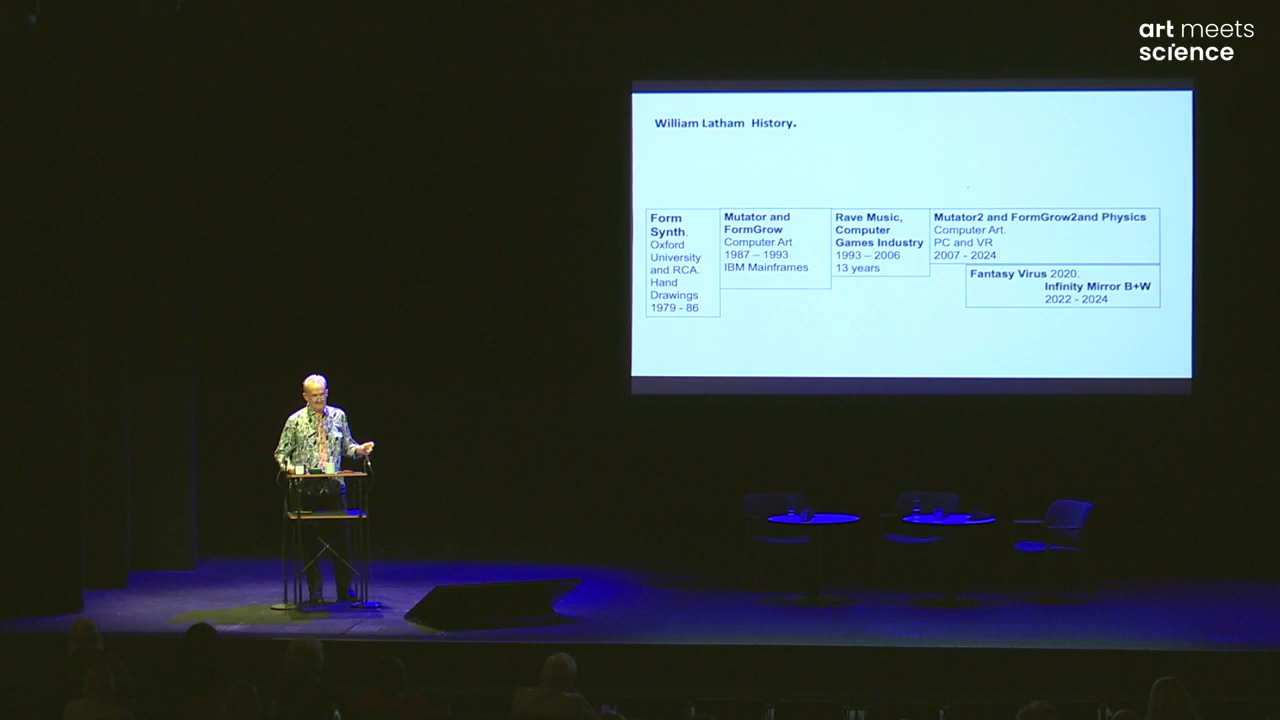 art meets
science
William Latham History.
Form
Synth.
Oxford
University
and RCA.
Hand
Drawings
1979 - 86
Mutator and
FormGrow
Computer Art
1987 – 1993
IBM Mainframes
Rave Music,
Computer
Games Industry
1993 – 2006
13 years
Mutator2 and FormGrow2and Physics
Computer Art.
PC and VR
2007 - 2024
Fantasy Virus 2020.
Infinity Mirror B+W
2022 - 2024